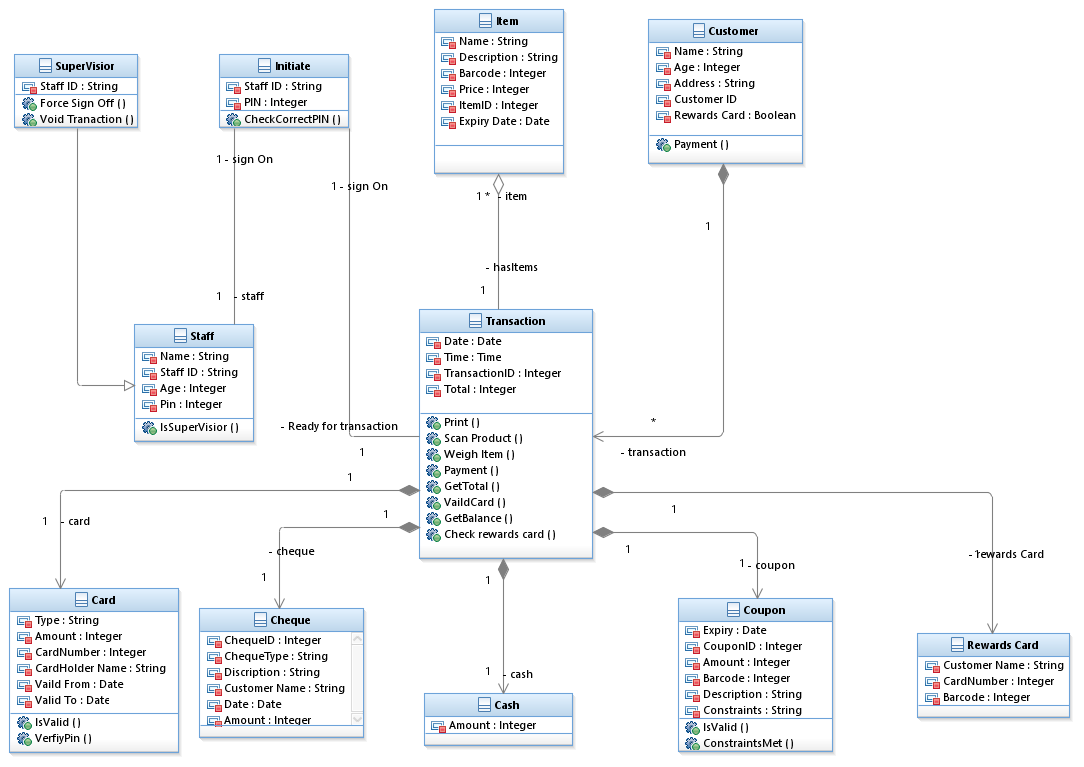 SuperVisior
Staff ID : String
Force Sign Off ()
Void Tranaction ()
Initiate
Staff ID : String
PIN : Integer
CheckCorrectPIN ()
Item
Name : String
Description : String
Barcode : Integer
Price : Integer
ItemID : Integer
Expiry Date : Date
Customer
Name : String
Age : Integer
Address : String
Customer ID
Rewards Card : Boolean
Payment ()
1 - sign On
1 - sign On
1 * - item
1
- hasItems
1
1 - staff
Staff
Name : String
Staff ID : String
Age : Integer
Pin : Integer
IsSuperVisior ()
Transaction
Date : Date
Time : Time
TransactionID : Integer
Total : Integer
Print ()
Scan Product ()
Weigh Item ()
Payment ()
GetTotal ()
VaildCard ()
GetBalance ()
Check rewards card ()
- Ready for transaction
1
*
- transaction
1
1 - card
1
- cheque
1
1
1 - cash
1
1 - coupon
1
- 1rewards Card
Card
Type : String
Amount : Integer
CardNumber : Integer
CardHolder Name : String
Vaild From : Date
Valid To : Date
IsValid ()
VerfiyPin ()
Cheque
ChequeID : Integer
ChequeType : String
Discription : String
Customer Name : String
Date : Date
Amount : Integer
Cash
Amount : Integer
Coupon
Expiry : Date
CouponID : Integer
Amount : Integer
Barcode : Integer
Description : String
Constraints : String
IsValid ()
ConstraintsMet ()
Rewards Card
Customer Name : String
CardNumber : Integer
Barcode : Integer